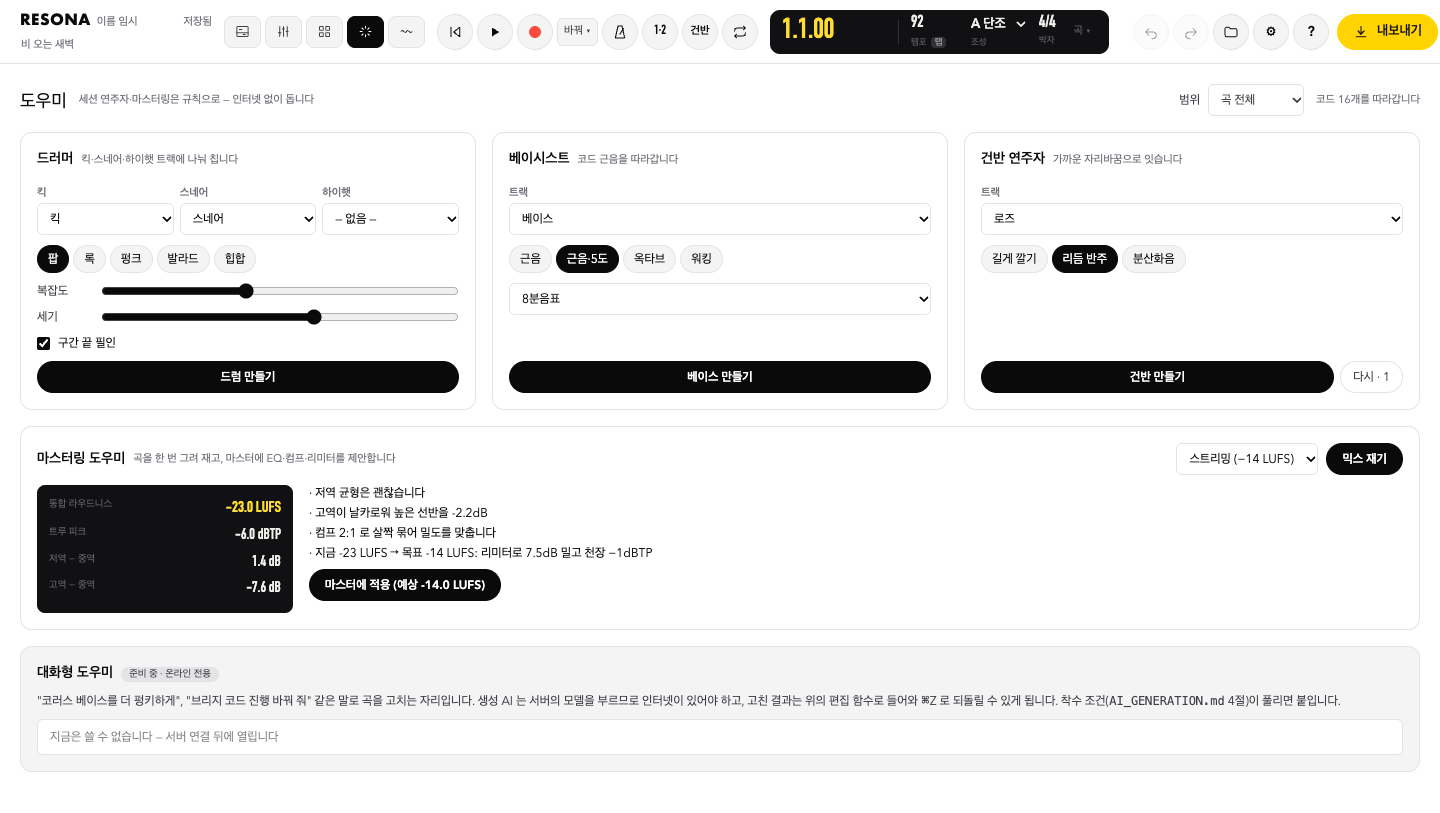 RESONA 이름 임시 저장됨
비 오는 새벽
바꿔 1·2 건반
1.1.00 92 템포 탭 A 단조 조성 4/4 박자 곡
? 내보내기
도우미 세션 연주자·마스터링은 규칙으로 – 인터넷 없이 돕니다
범위 곡 전체 코드 16개를 따라갑니다
드러머 킥·스네어·하이햇 트랙에 나눠 칩니다
킥 스네어 하이햇
킥 스네어 – 없음 –
팝 록 펑크 발라드 힙합
복잡도
세기
구간 끝 필인
드럼 만들기
베이시스트 코드 근음을 따라갑니다
트랙
베이스
근음 근음·5도 옥타브 워킹
8분음표
베이스 만들기
건반 연주자 가까운 자리바꿈으로 잇습니다
트랙
로즈
길게 깔기 리듬 반주 분산화음
건반 만들기 다시 · 1
마스터링 도우미 곡을 한 번 그려 재고, 마스터에 EQ·컴프·리미터를 제안합니다
스트리밍 (−14 LUFS) 믹스 재기
통합 라우드니스 −23.0 LUFS
트루 피크 −6.0 dBTP
저역 − 중역 1.4 dB
고역 − 중역 −7.6 dB
· 저역 균형은 괜찮습니다
· 고역이 날카로워 높은 선반을 -2.2dB
· 컴프 2:1 로 살짝 묶어 밀도를 맞춥니다
· 지금 -23 LUFS → 목표 -14 LUFS: 리미터로 7.5dB 밀고 천장 −1dBTP
마스터에 적용 (예상 -14.0 LUFS)
대화형 도우미 준비 중 · 온라인 전용
"코러스 베이스를 더 펑키하게", "브리지 코드 진행 바꿔 줘" 같은 말로 곡을 고치는 자리입니다. 생성 AI 는 서버의 모델을 부르므로 인터넷이 있어야 하고, 고친 결과는 위의 편집 함수로 들어와 ⌘Z 로 되돌릴 수 있게 됩니다. 착수 조건(AI_GENERATION.md 4절)이 풀리면 붙입니다.
지금은 쓸 수 없습니다 – 서버 연결 뒤에 열립니다